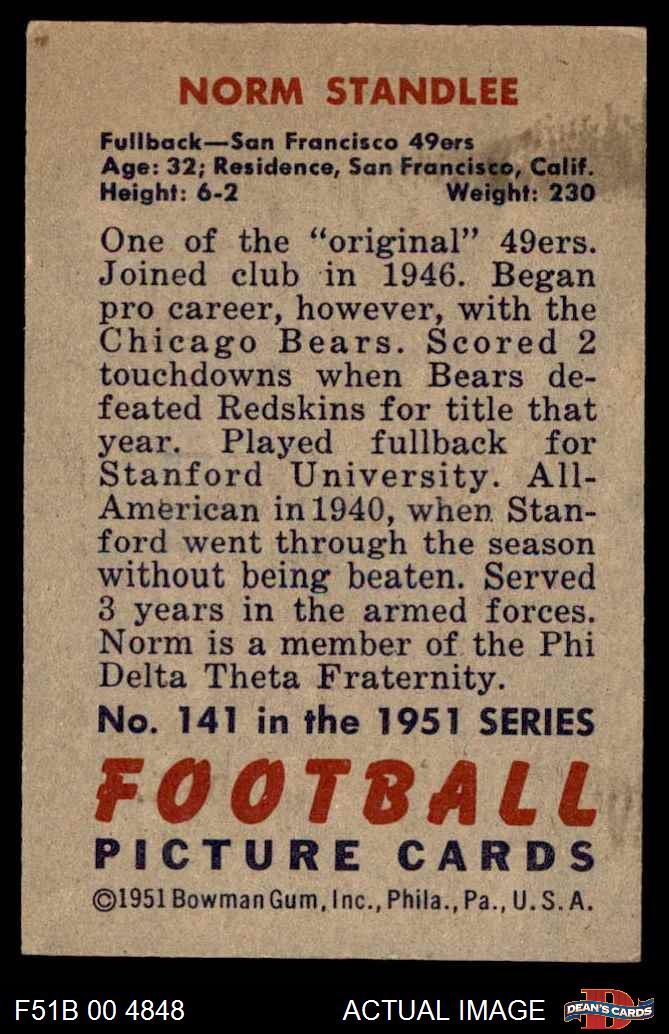 NORM STANDLEE
Fullback—San Francisco 49ers
Age: 32; Residence, San Francisco, Calif.
Height: 6-2 Weight: 230
One of the “original” 49ers.
Joined club in 1946. Began
pro career, however, with the
Chicago Bears. Scored 2
touchdowns when Bears de-
feated Redskins for title that
year. Played fullback for
Stanford University. All-
American in 1940, when Stan-
ford went through the season
without being beaten. Served
3 years in the armed forces.
Norm is a member of the Phi
Delta Theta Fraternity.
No. 141 in the 1951 SERIES
FOOTBALL
PICTURE CARDS
©1951 Bowman Gum, Inc., Phila., Pa., U.S.A.
F51B 00 4848 ACTUAL IMAGE
D
DEAN'S CARDS